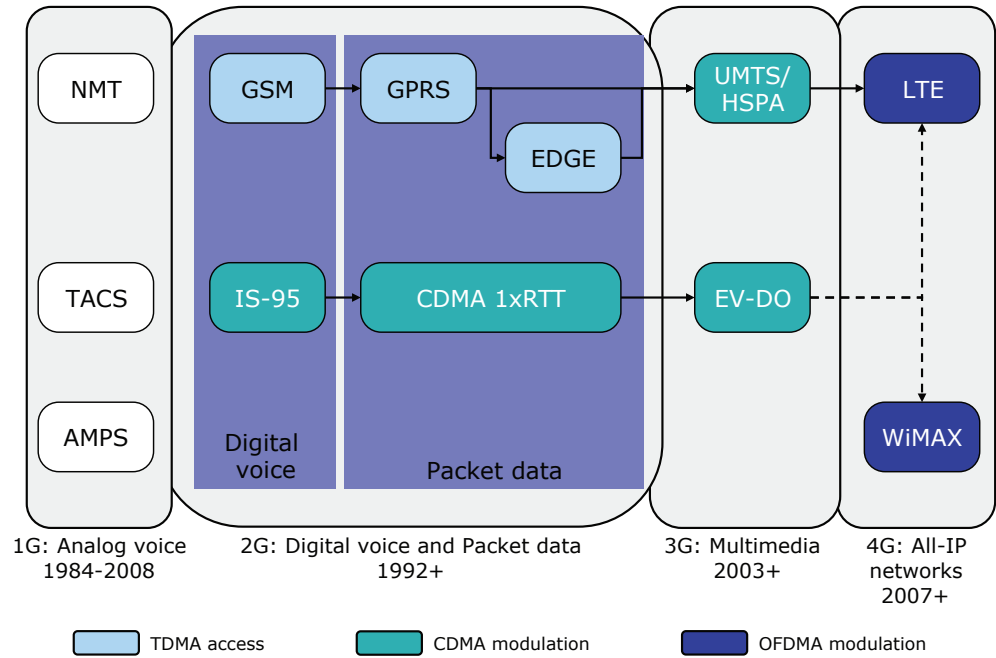 NMT
GSM
GPRS
UMTS/
HSPA
LTE
EDGE
TACS
IS-95
CDMA 1xRTT
EV-DO
AMPS
WiMAX
Digital
voice
Packet data
1G: Analog voice
1984-2008
2G: Digital voice and Packet data
1992+
3G: Multimedia
2003+
4G: All-IP
networks
2007+
TDMA access
CDMA modulation
OFDMA modulation